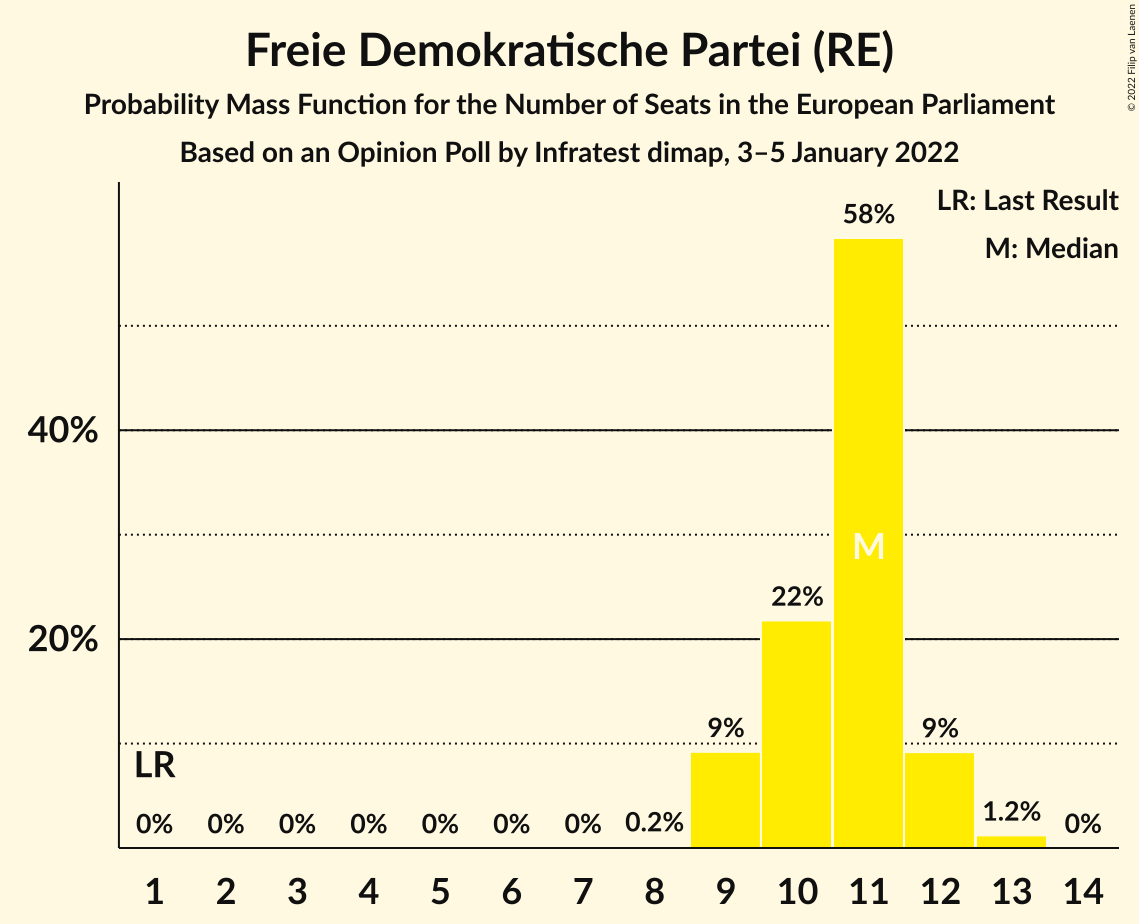 Freie Demokratische Partei (RE)
Probability Mass Function for the Number of Seats in the European Parliament
Based on an Opinion Poll by Infratest dimap, 3–5 January 2022
© 2022 Filip van Laenen
LR: Last Result
M: Median
58%
40%
M
22%
20%
9%
9%
LR
0%
0%
0%
0%
0%
0%
0%
0.2%
1.2%
0%
1 2 3 4 5 6 7 8 9 10 11 12 13 14